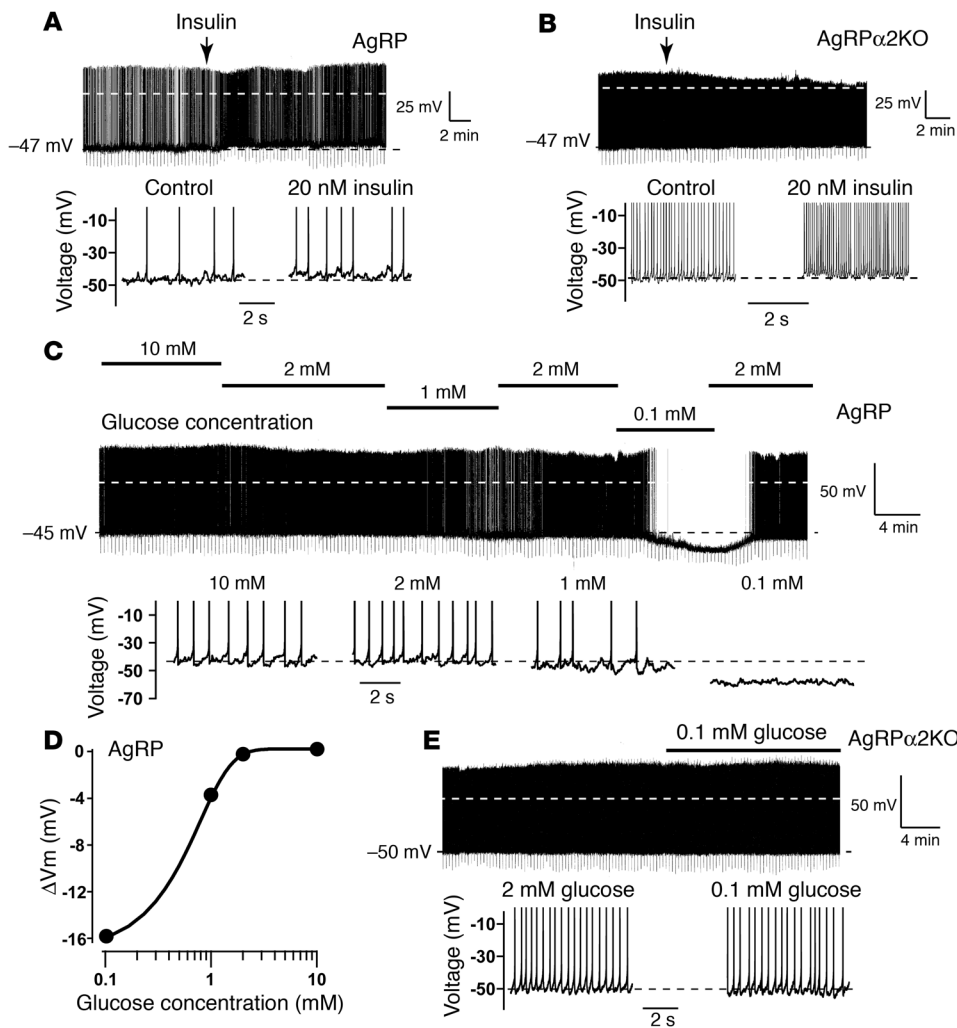 A
Insulin
AgRP
25 mV
2 min
−47 mV
Control
20 nM insulin
Voltage (mV)
-10
-30
-50
2 s
B
Insulin
AgRPα2KO
25 mV
2 min
−47 mV
Control
20 nM insulin
Voltage (mV)
-10
-30
-50
2 s
C
10 mM
2 mM
1 mM
2 mM
0.1 mM
2 mM
Glucose concentration
AgRP
50 mV
4 min
−45 mV
10 mM
2 mM
1 mM
0.1 mM
Voltage (mV)
-10
-30
-50
-70
2 s
D
AgRP
ΔVm (mV)
0
-4
-8
-12
-16
0.1
1
10
Glucose concentration (mM)
E
0.1 mM glucose
AgRPα2KO
50 mV
4 min
−50 mV
2 mM glucose
0.1 mM glucose
Voltage (mV)
-10
-30
-50
2 s